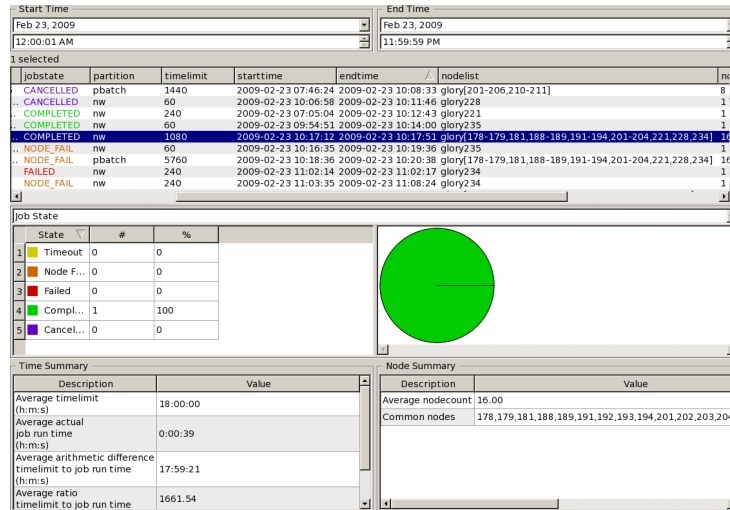 Start Time
End Time
Feb 23, 2009
Feb 23, 2009
12:00:01 AM
11:59:59 PM
1 selected
jobstate partition timelimit starttime endtime nodelist
CANCELLED pbatch 1440 2009-02-23 07:46:24 2009-02-23 10:08:33 glory[201-206,210-211] 8
.. CANCELLED nw 60 2009-02-23 10:06:58 2009-02-23 10:11:46 glory228 1
.. COMPLETED nw 240 2009-02-23 07:05:04 2009-02-23 10:12:43 glory221 1
.. COMPLETED nw 60 2009-02-23 09:54:51 2009-02-23 10:14:00 glory235 1
.. COMPLETED nw 1080 2009-02-23 10:17:12 2009-02-23 10:17:51 glory[178-179,181,188-189,191-194,201-204,221,228,234] 16
.. NODE_FAIL nw 60 2009-02-23 10:16:35 2009-02-23 10:19:36 glory235 1
.. NODE_FAIL pbatch 5760 2009-02-23 10:18:36 2009-02-23 10:20:38 glory[178-179,181,188-189,191-194,201-204,221,228,234] 16
FAILED nw 240 2009-02-23 11:02:14 2009-02-23 11:02:17 glory234 1
NODE_FAIL nw 240 2009-02-23 11:03:35 2009-02-23 11:08:24 glory234 1
Job State
State # %
1 Timeout 0 0
2 Node F... 0 0
3 Failed 0 0
4 Compl... 1 100
5 Cancel... 0 0
Time Summary
Description Value
Average timelimit
(h:m:s)
18:00:00
Average actual
job run time
(h:m:s)
0:00:39
Average arithmetic difference
timelimit to job run time
(h:m:s)
17:59:21
Average ratio
timelimit to job run time
1661.54
Node Summary
Description Value
Average nodecount 16.00
Common nodes 178,179,181,188,189,191,192,193,194,201,202,203,204